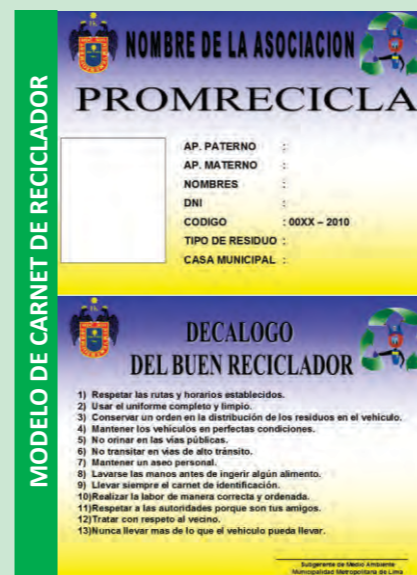 MODELO DE CARNET DE RECICLADOR
NOMBRE DE LA ASOCIACION
PROMRECICLA
AP. PATERNO :
AP. MATERNO :
NOMBRES :
DNI :
CODIGO : 00XX – 2010
TIPO DE RESIDUO :
CASA MUNICIPAL :
DECALOGO
DEL BUEN RECICLADOR
1) Respetar las rutas y horarios establecidos.
2) Usar el uniforme completo y limpio.
3) Conservar un orden en la distribución de los residuos en el vehículo.
4) Mantener los vehículos en perfectas condiciones.
5) No orinar en las vías públicas.
6) No transitar en vías de alto tránsito.
7) Mantener un aseo personal.
8) Lavarse las manos antes de ingerir algún alimento.
9) Llevar siempre el carnet de identificación.
10)Realizar la labor de manera correcta y ordenada.
11)Respetar a las autoridades porque son tus amigos.
12)Tratar con respeto al vecino.
13)Nunca llevar mas de lo que el vehiculo pueda llevar.
Subgerente de Medio Ambiente
Municipalidad Metropolitana de Lima